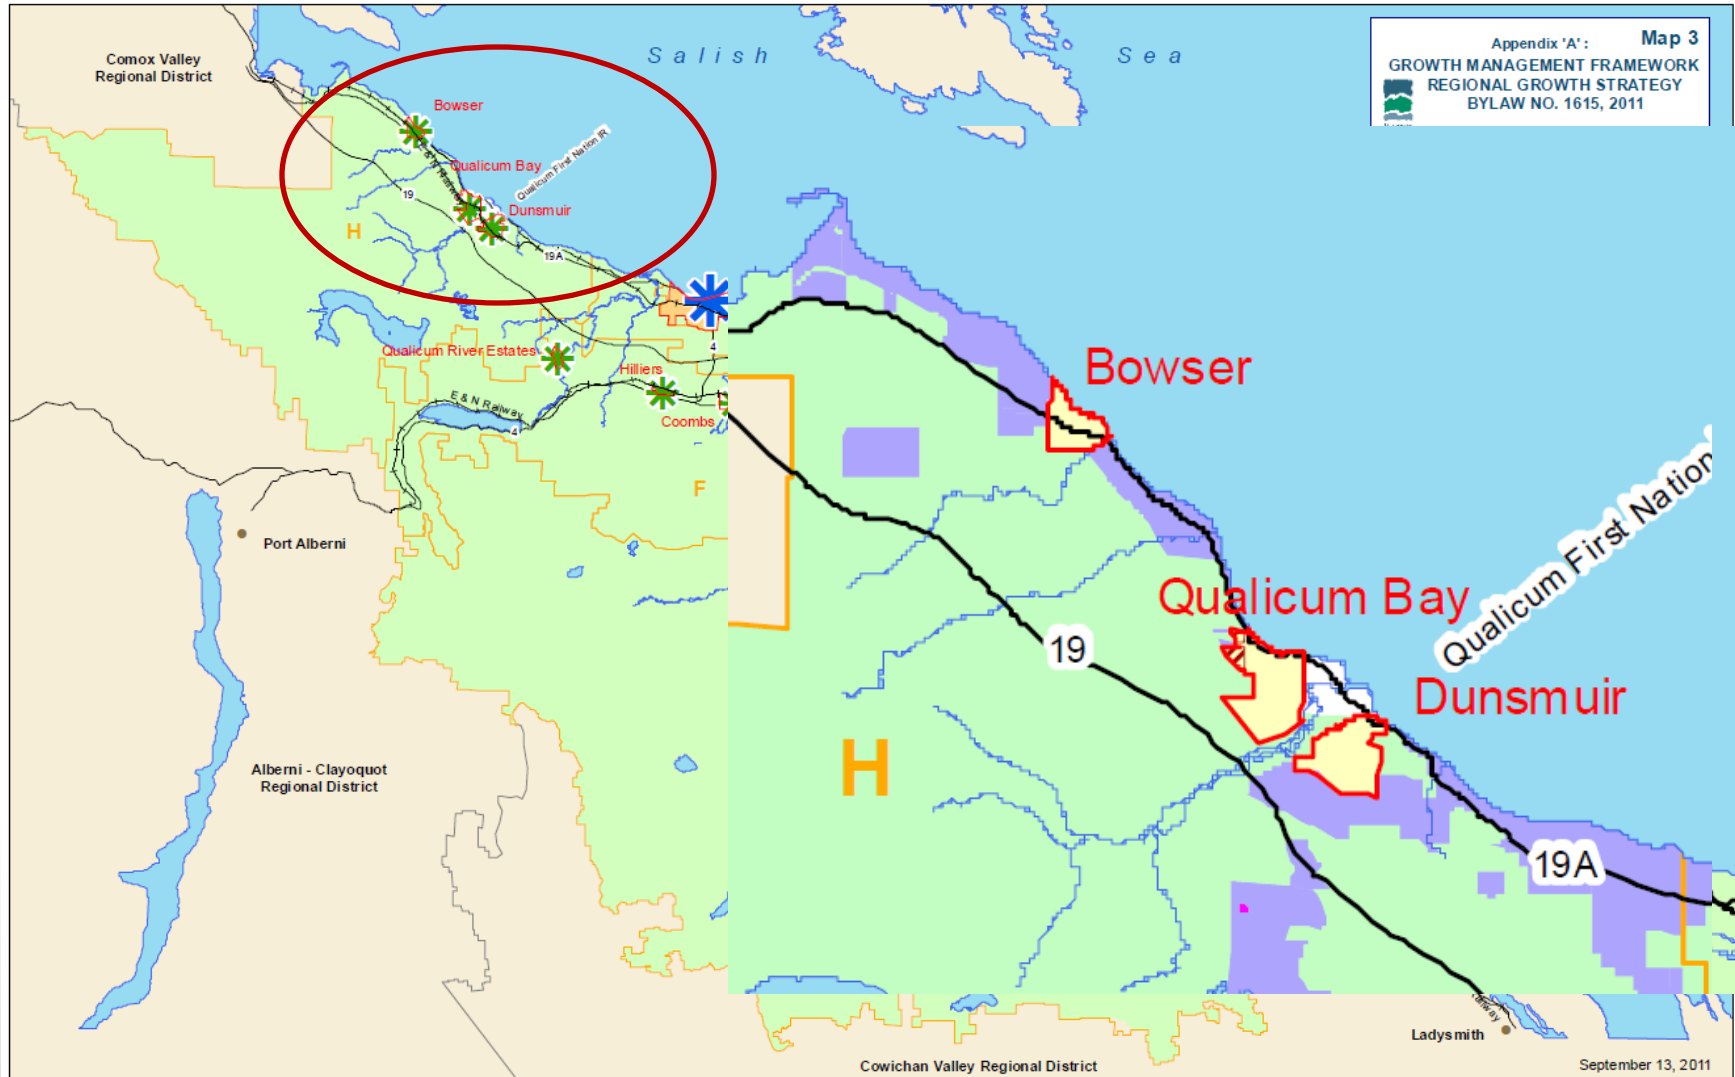 Comox Valley
Regional District
Salish Sea
Appendix 'A' : Map 3
GROWTH MANAGEMENT FRAMEWORK
REGIONAL GROWTH STRATEGY
BYLAW NO. 1615, 2011
Bowser
E & N Railway
Qualicum Bay
Qualicum First Nation IR
19
Dunsmuir
H
19A
4
Qualicum River Estates
Hilliers
E & N Railway
4
Coombs
F
Port Alberni
Alberni - Clayoquot
Regional District
Bowser
Qualicum First Nation
Qualicum Bay
19
Dunsmuir
H
19A
Ladysmith
Cowichan Valley Regional District
September 13, 2011